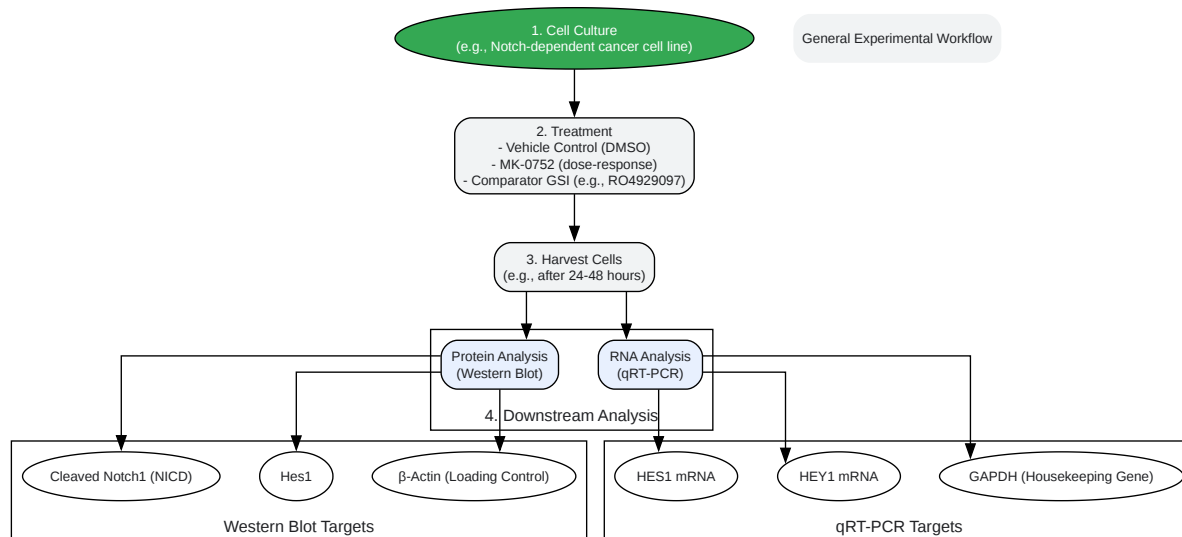 1. Cell Culture
(e.g., Notch-dependent cancer cell line)
General Experimental Workflow
2. Treatment
- Vehicle Control (DMSO)
- MK-0752 (dose-response)
- Comparator GSI (e.g., RO4929097)
3. Harvest Cells
(e.g., after 24-48 hours)
Protein Analysis
(Western Blot)
RNA Analysis
(qRT-PCR)
4. Downstream Analysis
Cleaved Notch1 (NICD)
Hes1
β-Actin (Loading Control)
HES1 mRNA
HEY1 mRNA
GAPDH (Housekeeping Gene)
Western Blot Targets
qRT-PCR Targets